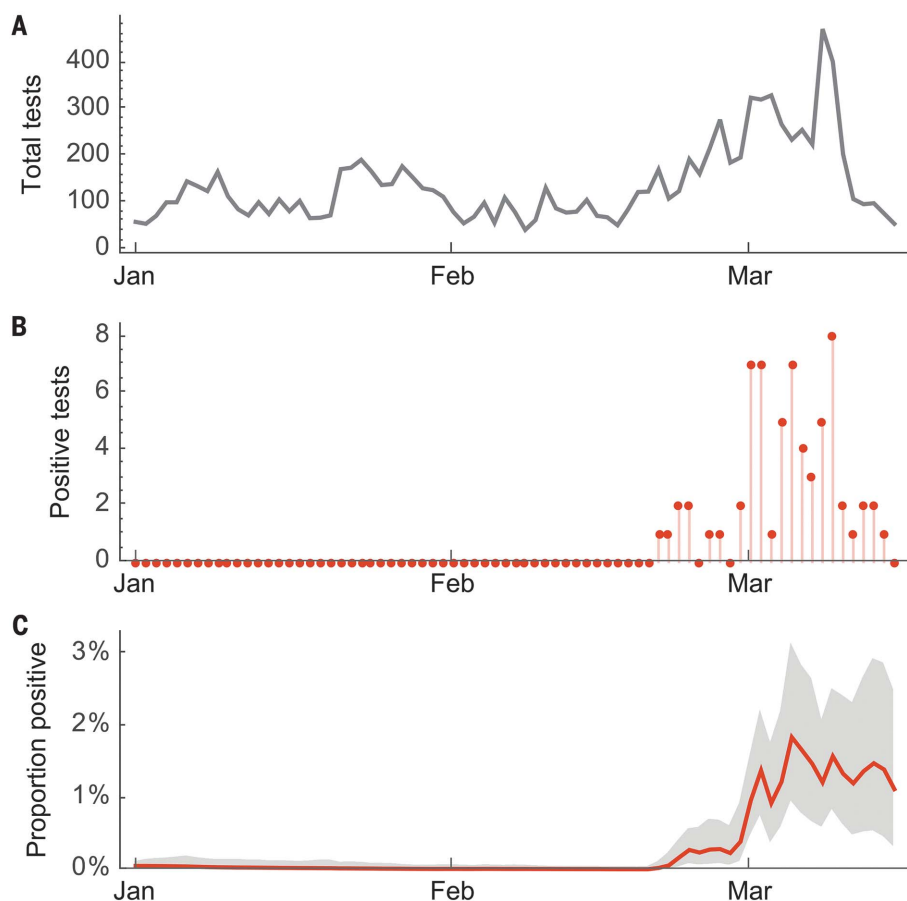 A
Total tests
400
300
200
100
0
Jan Feb Mar
B
Positive tests
8
6
4
2
0
Jan Feb Mar
C
Proportion positive
3%
2%
1%
0%
Jan Feb Mar